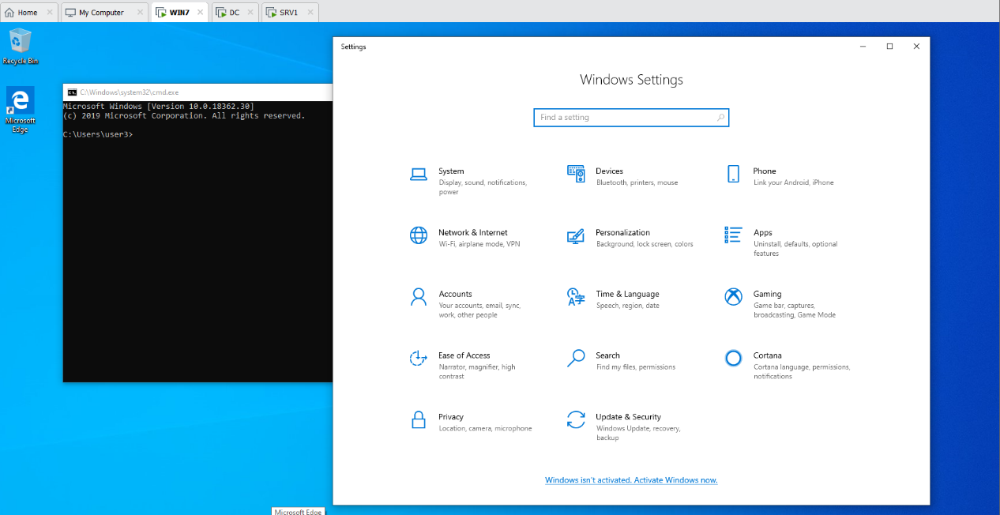 Home
My Computer
WIN7
DC
SRV1
Recycle Bin
Microsoft
Edge
C:\Windows\system32\cmd.exe
Microsoft Windows [Version 10.0.18362.30]
(c) 2019 Microsoft Corporation. All rights reserved.
C:\Users\user3>
Settings
Windows Settings
Find a setting
System
Display, sound, notifications,
power
Devices
Bluetooth, printers, mouse
Phone
Link your Android, iPhone
Network & Internet
Wi-Fi, airplane mode, VPN
Personalization
Background, lock screen, colors
Apps
Uninstall, defaults, optional
features
Accounts
Your accounts, email, sync,
work, other people
Time & Language
Speech, region, date
Gaming
Game bar, captures,
broadcasting, Game Mode
Ease of Access
Narrator, magnifier, high
contrast
Search
Find my files, permissions
Cortana
Cortana language, permissions,
notifications
Privacy
Location, camera, microphone
Update & Security
Windows Update, recovery,
backup
Windows isn't activated. Activate Windows now.
Microsoft Edge